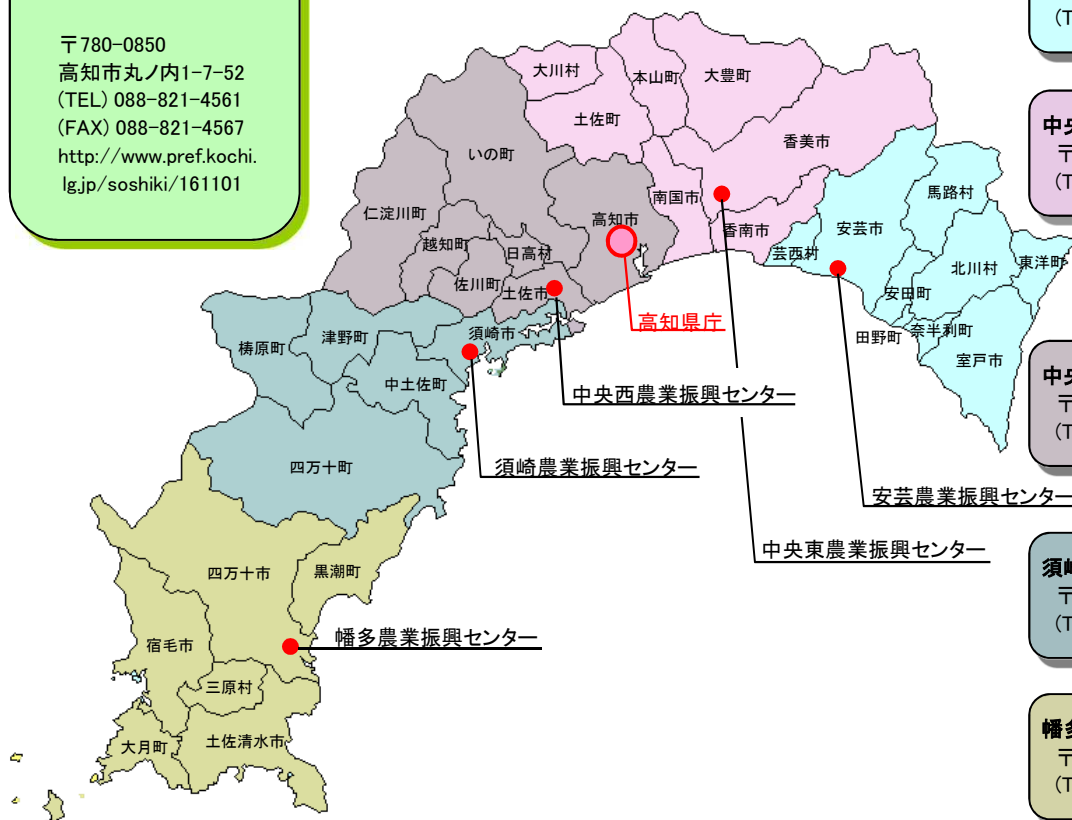 〒780-0850
高知市丸ノ内1-7-52
(TEL) 088-821-4561
(FAX) 088-821-4567
http://www.pref.kochi.
lg.jp/soshiki/161101
(T
大川村
本山町
大豊町
土佐町
香美市
中央
〒
(T
いの町
南国市
馬路村
仁淀川町
高知市
香南市
安芸市
越知町
日高村
芸西村
北川村
東洋町
佐川町
土佐市
安田町
高知県庁
田野町
奈半利町
室戸市
梼原町
津野町
須崎市
中土佐町
中央西農業振興センター
中央
〒
(T
四万十町
須崎農業振興センター
安芸農業振興センター
中央東農業振興センター
四万十市
黒潮町
須崎
〒
(T
宿毛市
幡多農業振興センター
三原村
大月町
土佐清水市
幡多
〒
(T